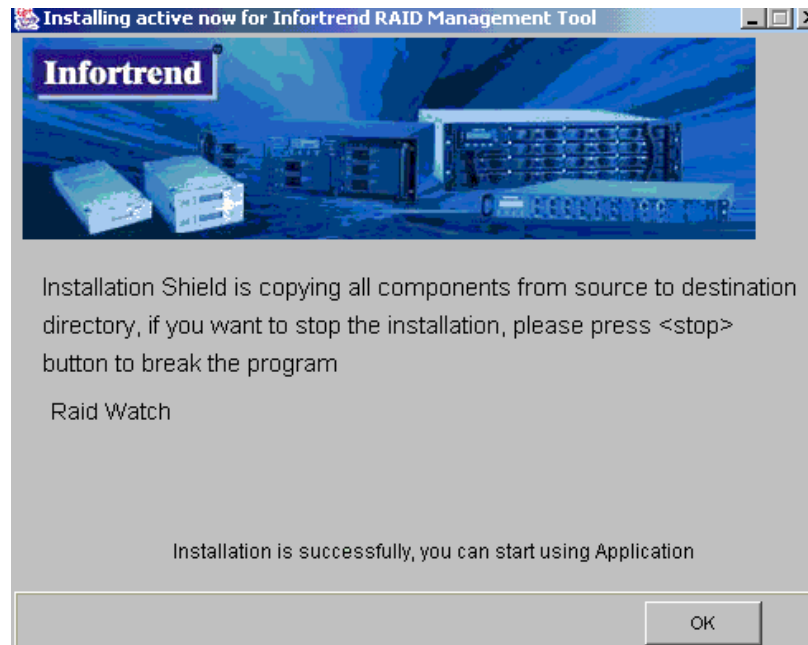 Installing active now for Infortrend RAID Management Tool
Infortrend
Installation Shield is copying all components from source to destination
directory, if you want to stop the installation, please press <stop>
button to break the program
Raid Watch
Installation is successfully, you can start using Application
OK